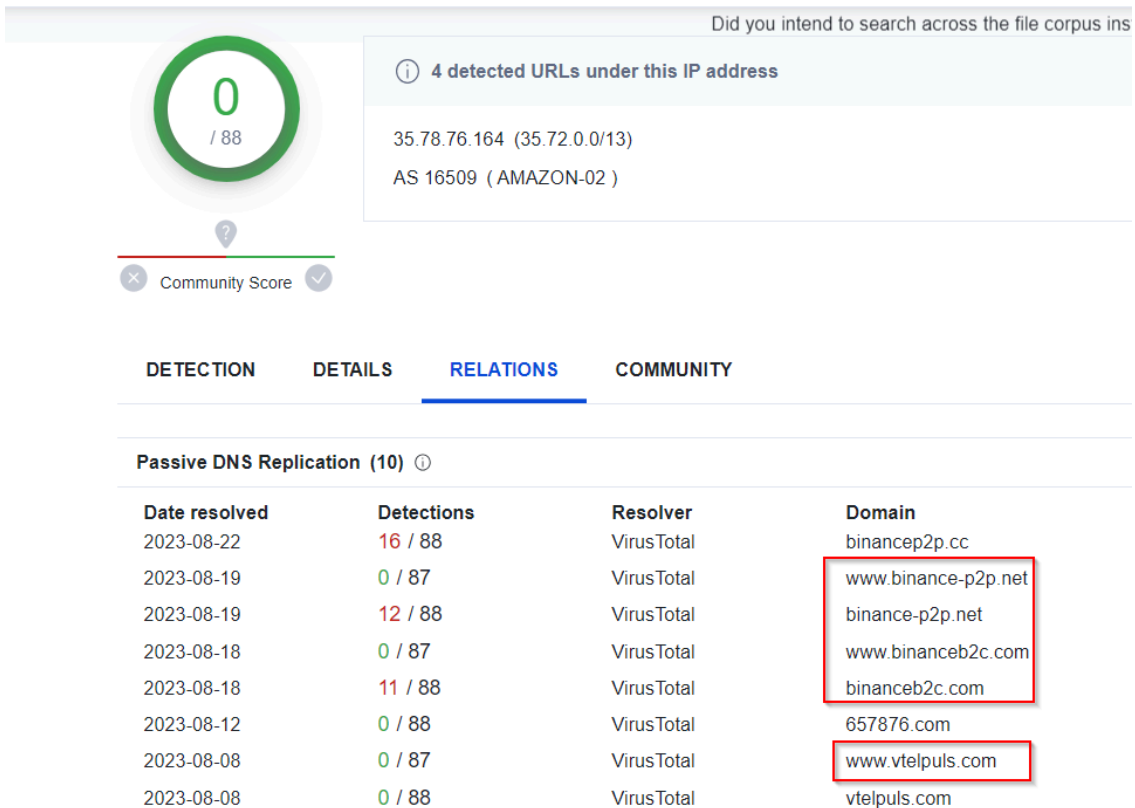 Did you intend to search across the file corpus ins
0
/ 88
4 detected URLs under this IP address
35.78.76.164 (35.72.0.0/13)
AS 16509 ( AMAZON-02 )
?
Community Score
DETECTION DETAILS RELATIONS COMMUNITY
Passive DNS Replication (10)
Date resolved Detections Resolver Domain
2023-08-22 16 / 88 VirusTotal binancep2p.cc
2023-08-19 0 / 87 VirusTotal www.binance-p2p.net
2023-08-19 12 / 88 VirusTotal binance-p2p.net
2023-08-18 0 / 87 VirusTotal www.binanceb2c.com
2023-08-18 11 / 88 VirusTotal binanceb2c.com
2023-08-12 0 / 88 VirusTotal 657876.com
2023-08-08 0 / 87 VirusTotal www.vtelpuls.com
2023-08-08 0 / 88 VirusTotal vtelpuls.com